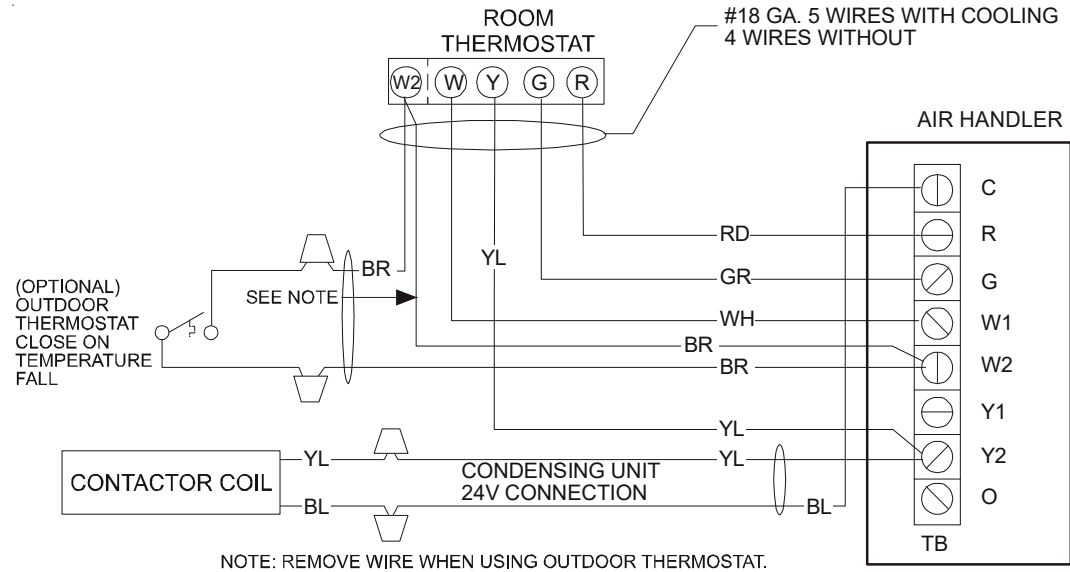 ROOM
THERMOSTAT
#18 GA. 5 WIRES WITH COOLING
4 WIRES WITHOUT
W2 W Y G R
AIR HANDLER
C
RD
R
YL
BR
GR
G
SEE NOTE
(OPTIONAL)
OUTDOOR
THERMOSTAT
CLOSE ON
TEMPERATURE
FALL
WH
W1
BR
BR
W2
Y1
YL
YL
YL
Y2
CONTACTOR COIL
CONDENSING UNIT
24V CONNECTION
BL
BL
O
TB
NOTE: REMOVE WIRE WHEN USING OUTDOOR THERMOSTAT.